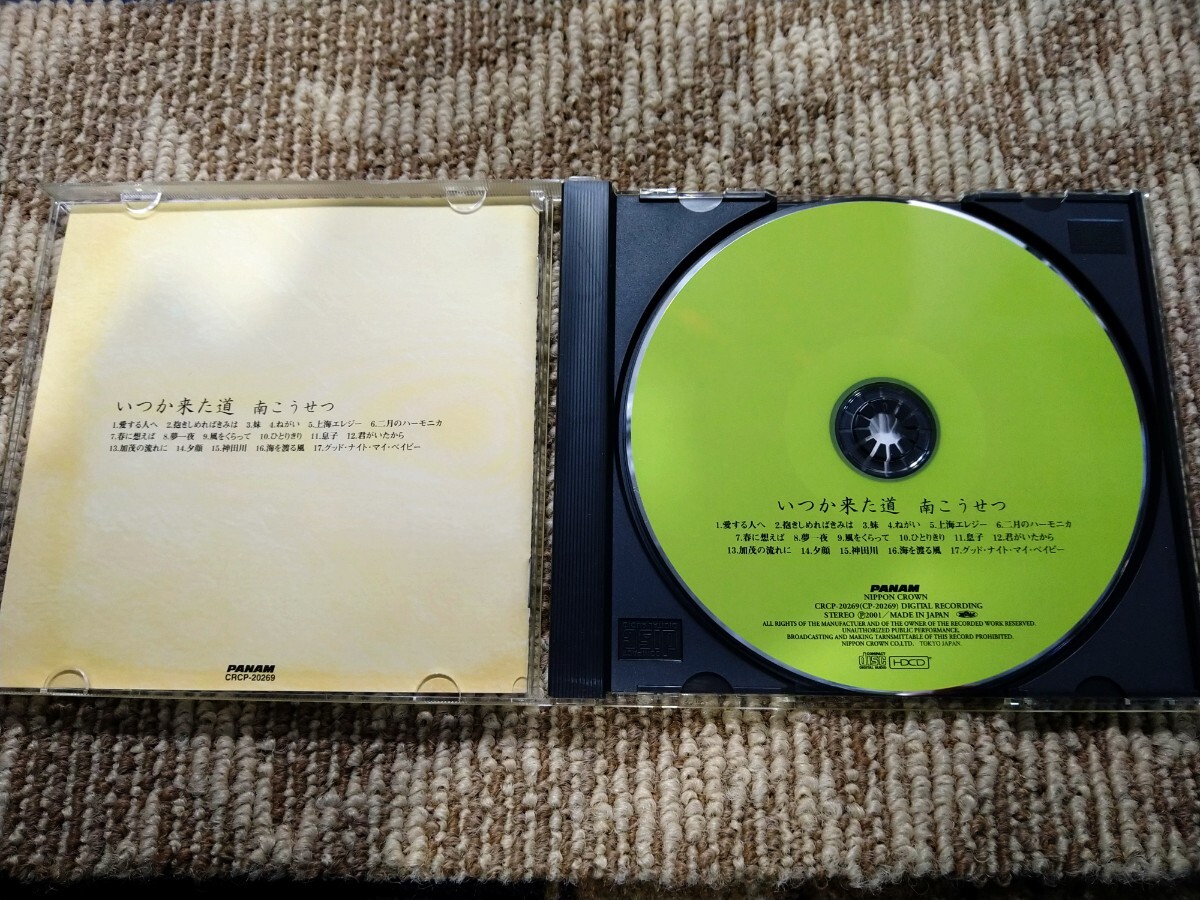 いつか来た道 南こうせつ
1.愛する人へ 2.抱きしめればきみは 3.妹 4.ねがい 5.上海エレジー 6.二月のハーモニカ
7.春に想えば 8.夢一夜 9.風をくらって 10.ひとりきり 11.息子 12.君がいたから
13.加茂の流れに 14.夕顔 15.神田川 16.海を渡る風 17.グッド・ナイト・マイ・ベイビー
PANAM
CRCP-20269
いつか来た道 南こうせつ
1.愛する人へ 2.抱きしめればきみは 3.妹 4.ねがい 5.上海エレジー 6.二月のハーモニカ
7.春に想えば 8.夢一夜 9.風をくらって 10.ひとりきり 11.息子 12.君がいたから
13.加茂の流れに 14.夕顔 15.神田川 16.海を渡る風 17.グッド・ナイト・マイ・ベイビー
PANAM
NIPPON CROWN
CRCP-20269(CP-20269) DIGITAL RECORDING
STEREO Ⓟ2001／MADE IN JAPAN
ALL RIGHTS OF THE MANUFACTUER AND OF THE OWNER OF THE RECORDED WORK RESERVED.
UNAUTHORIZED PUBLIC PERFORMANCE.
BROADCASTING AND MAKING TARNSMITTABLE OF THIS RECORD PROHIBITED.
NIPPON CROWN CO.,LTD. TOKYO JAPAN.
COMPACT disc DIGITAL AUDIO HDCD